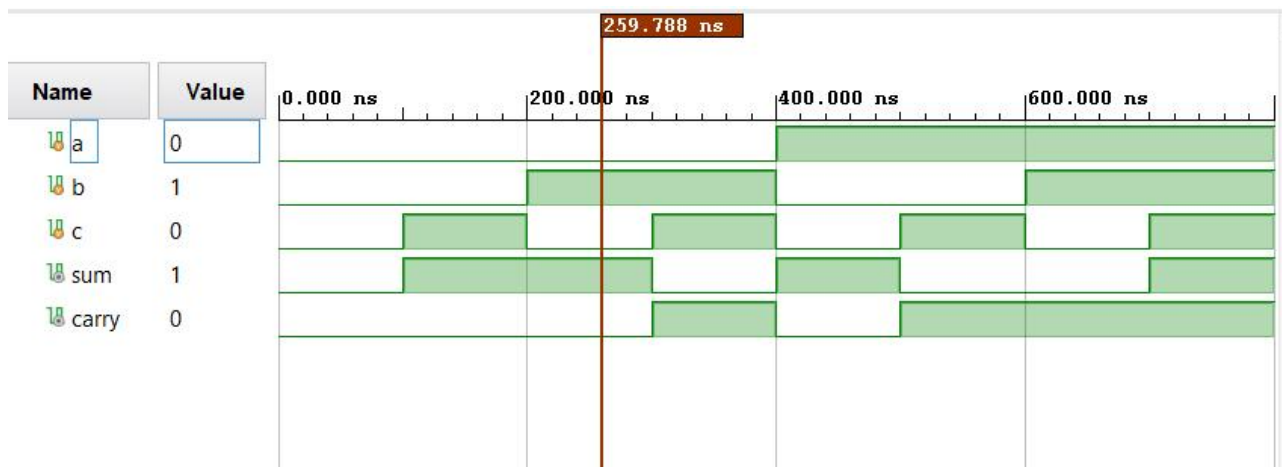 259.788 ns
Name Value 0.000 ns 200.000 ns 400.000 ns 600.000 ns
a 0
b 1
c 0
sum 1
carry 0